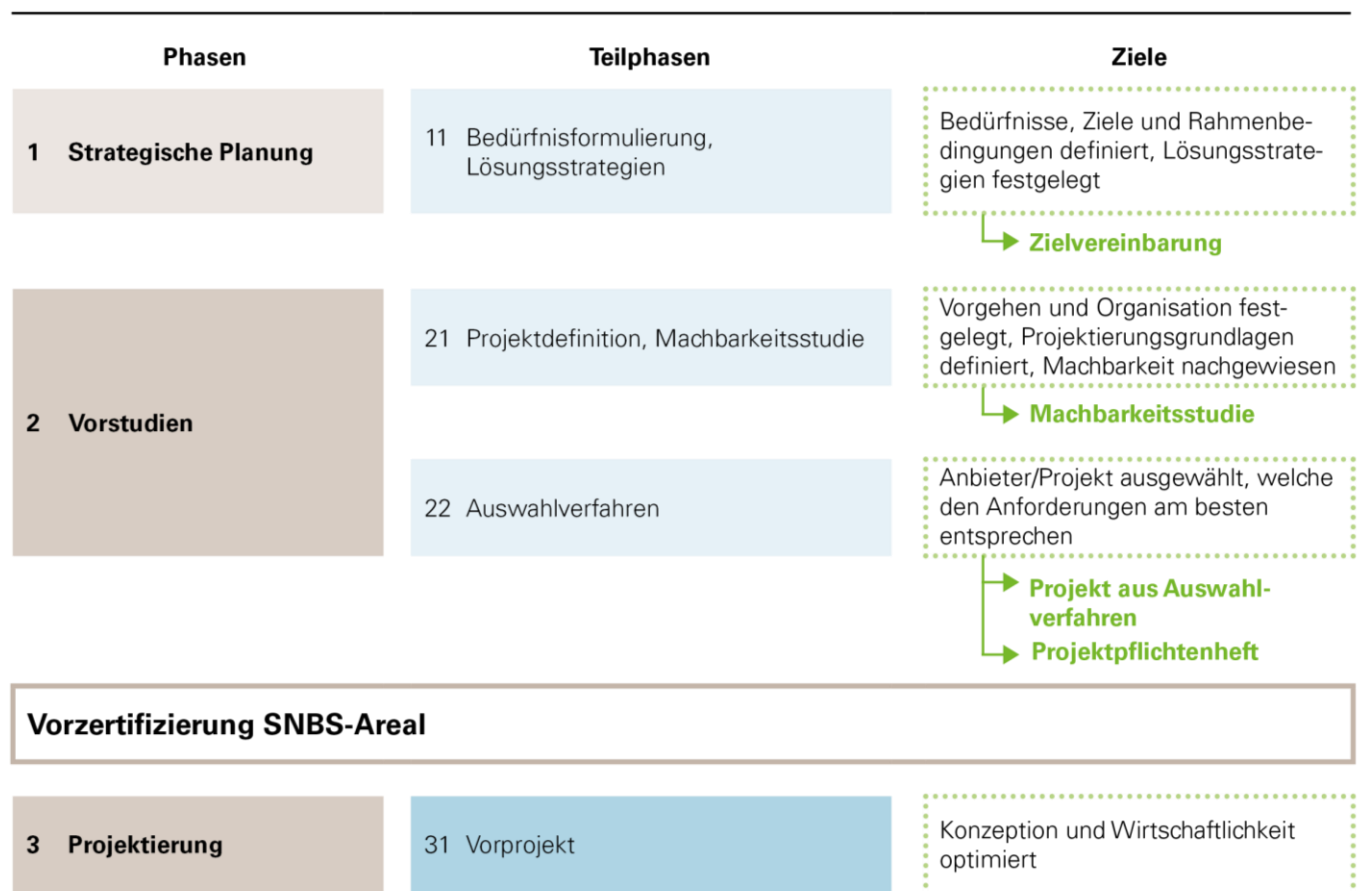 Phasen
Teilphasen
Ziele
1 Strategische Planung
11 Bedürfnisformulierung,
Lösungsstrategien
Bedürfnisse, Ziele und Rahmenbe-
dingungen definiert, Lösungsstrate-
gien festgelegt
Zielvereinbarung
2 Vorstudien
21 Projektdefinition, Machbarkeitsstudie
Vorgehen und Organisation fest-
gelegt, Projektierungsgrundlagen
definiert, Machbarkeit nachgewiesen
Machbarkeitsstudie
22 Auswahlverfahren
Anbieter/Projekt ausgewählt, welche
den Anforderungen am besten
entsprechen
Projekt aus Auswahl-
verfahren
Projektpflichtenheft
Vorzertifizierung SNBS-Areal
3 Projektierung
31 Vorprojekt
Konzeption und Wirtschaftlichkeit
optimiert